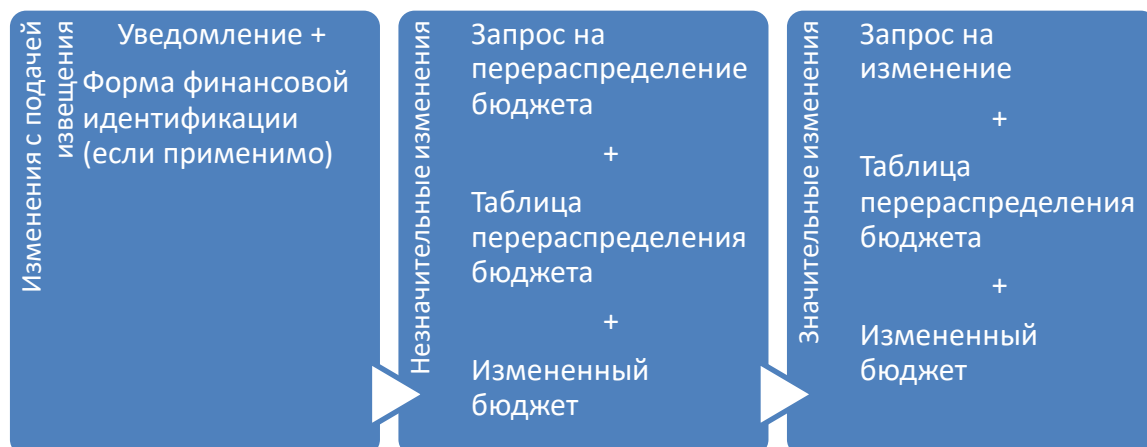 Изменения с подачей
извещения
Уведомление +
Форма финансовой
идентификации
(если применимо)
Незначительные изменения
Запрос на
перераспределение
бюджета
+
Таблица
перераспределения
бюджета
+
Измененный
бюджет
Значительные изменения
Запрос на
изменение
+
Таблица
перераспределения
бюджета
+
Измененный
бюджет